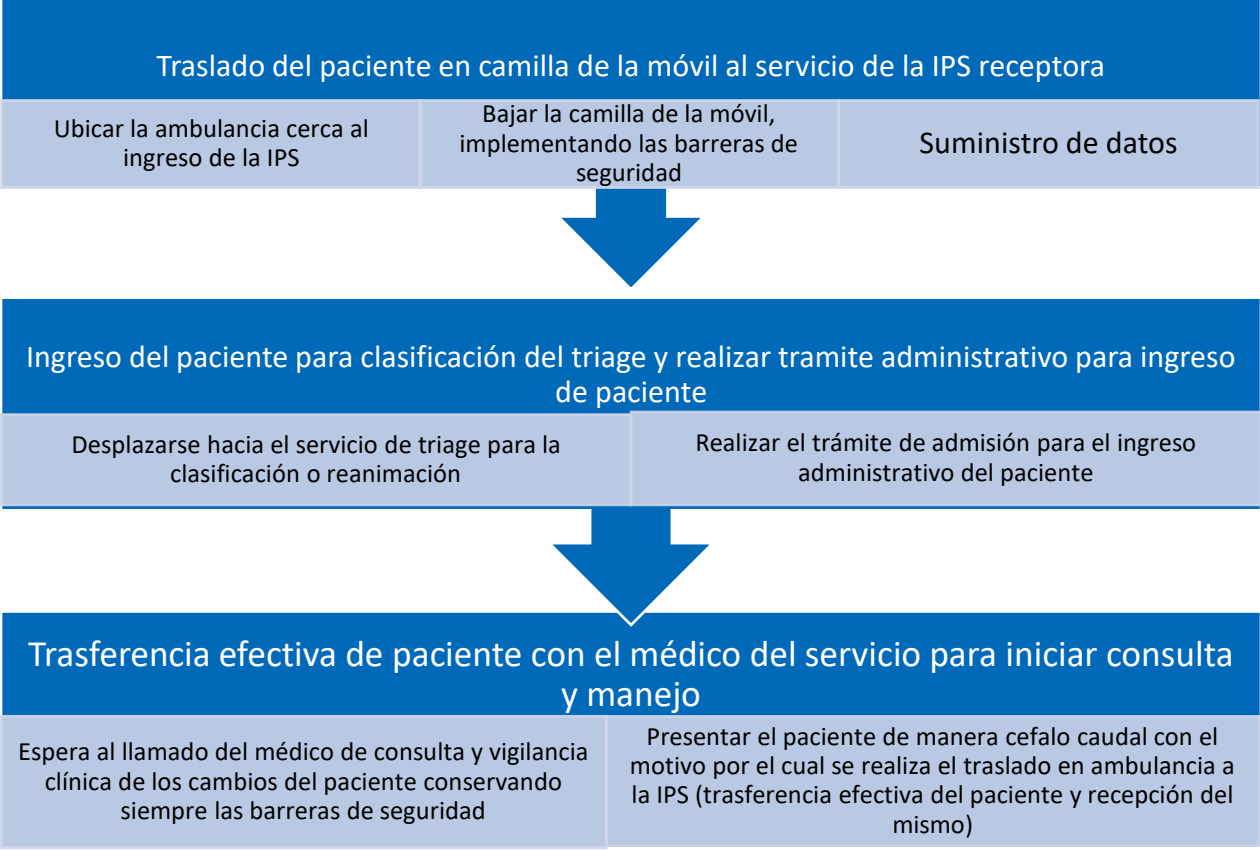 Traslado del paciente en camilla de la móvil al servicio de la IPS receptora
Ubicar la ambulancia cerca al
ingreso de la IPS
Bajar la camilla de la móvil,
implementando las barreras de
seguridad
Suministro de datos
Ingreso del paciente para clasificación del triage y realizar tramite administrativo para ingreso
de paciente
Desplazarse hacia el servicio de triage para la
clasificación o reanimación
Realizar el trámite de admisión para el ingreso
administrativo del paciente
Trasferencia efectiva de paciente con el médico del servicio para iniciar consulta
y manejo
Espera al llamado del médico de consulta y vigilancia
clínica de los cambios del paciente conservando
siempre las barreras de seguridad
Presentar el paciente de manera cefalo caudal con el
motivo por el cual se realiza el traslado en ambulancia a
la IPS (trasferencia efectiva del paciente y recepción del
mismo)